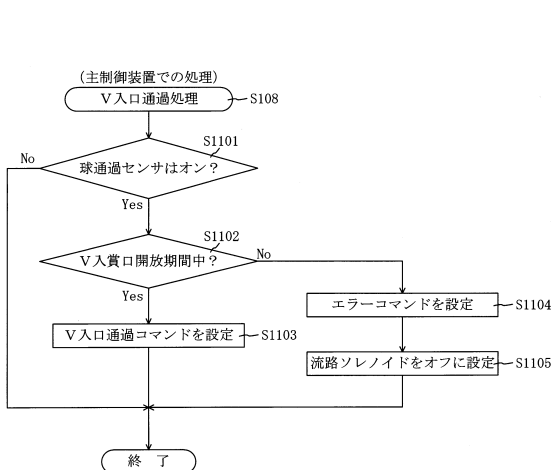 (主制御装置での処理)
V入口通過処理
S108
S1101
球通過センサはオン?
No
Yes
S1102
V入賞口開放期間中?
No
Yes
エラーコマンドを設定
S1104
V入口通過コマンドを設定
S1103
流路ソレノイドをオフに設定
S1105
終 了